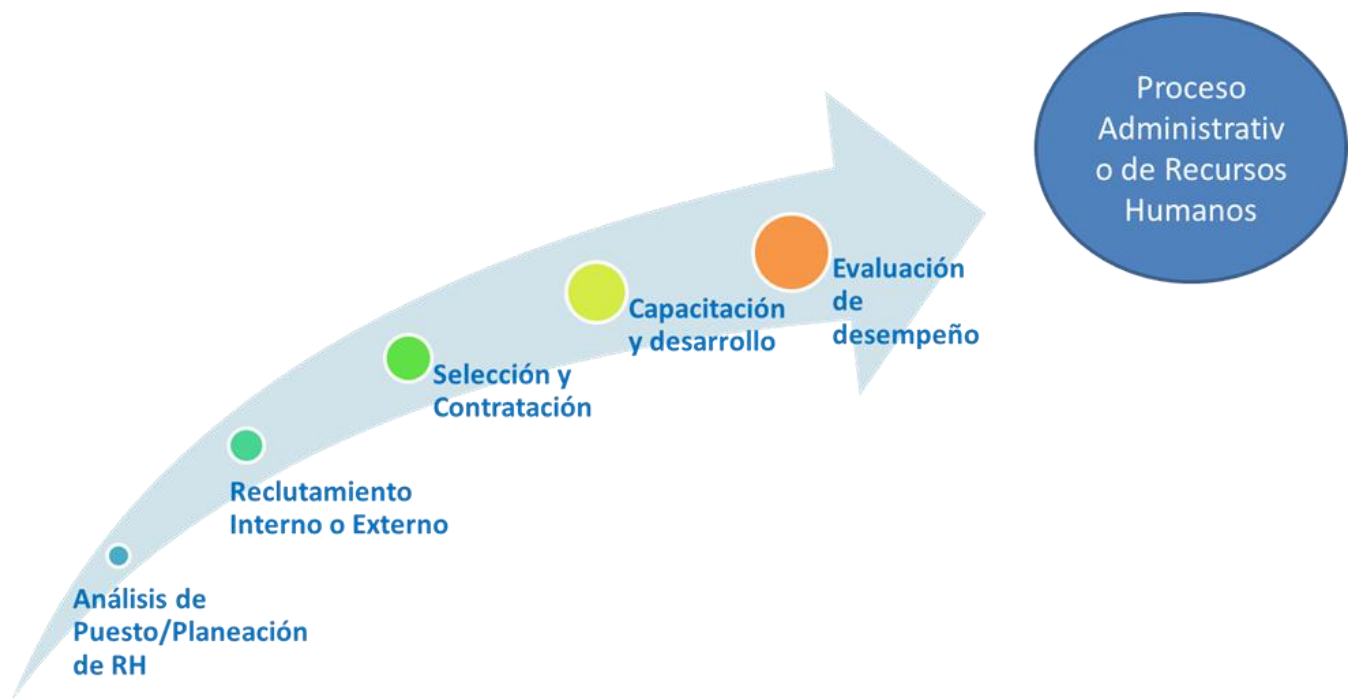 Proceso
Administrativ
o de Recursos
Humanos
Evaluación
de
desempeño
Capacitación
y desarrollo
Selección y
Contratación
Reclutamiento
Interno o Externo
Análisis de
Puesto/Planeación
de RH